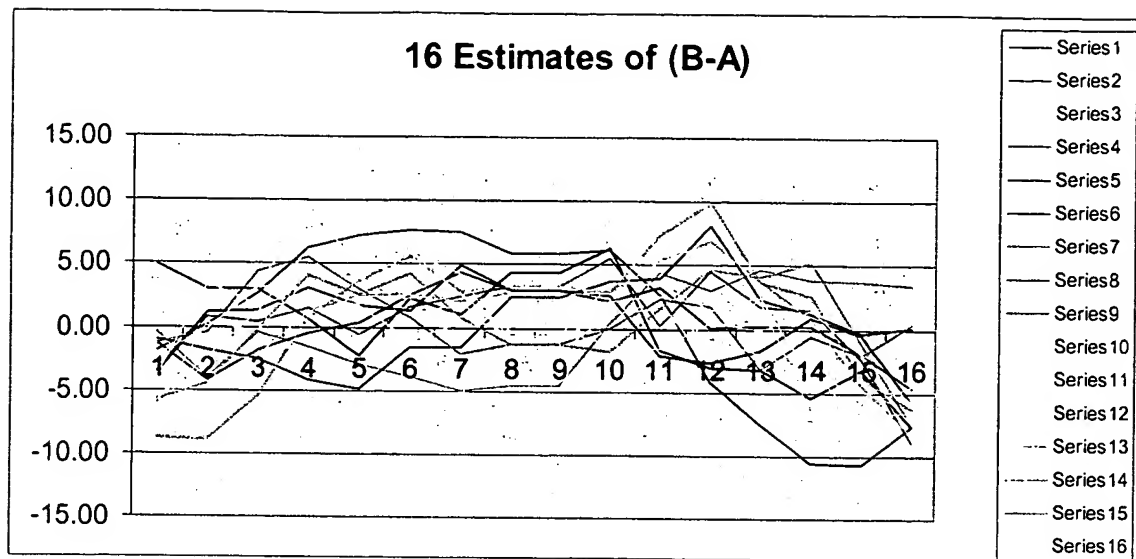 16 Estimates of (B-A)
15.00
10.00
5.00
0.00
-5.00
-10.00
-15.00
1 2 3 4 5 6 7 8 9 10 11 12 13 14 15 16
Series1
Series2
Series3
Series4
Series5
Series6
Series7
Series8
Series9
Series10
Series11
Series12
Series13
Series14
Series15
Series16